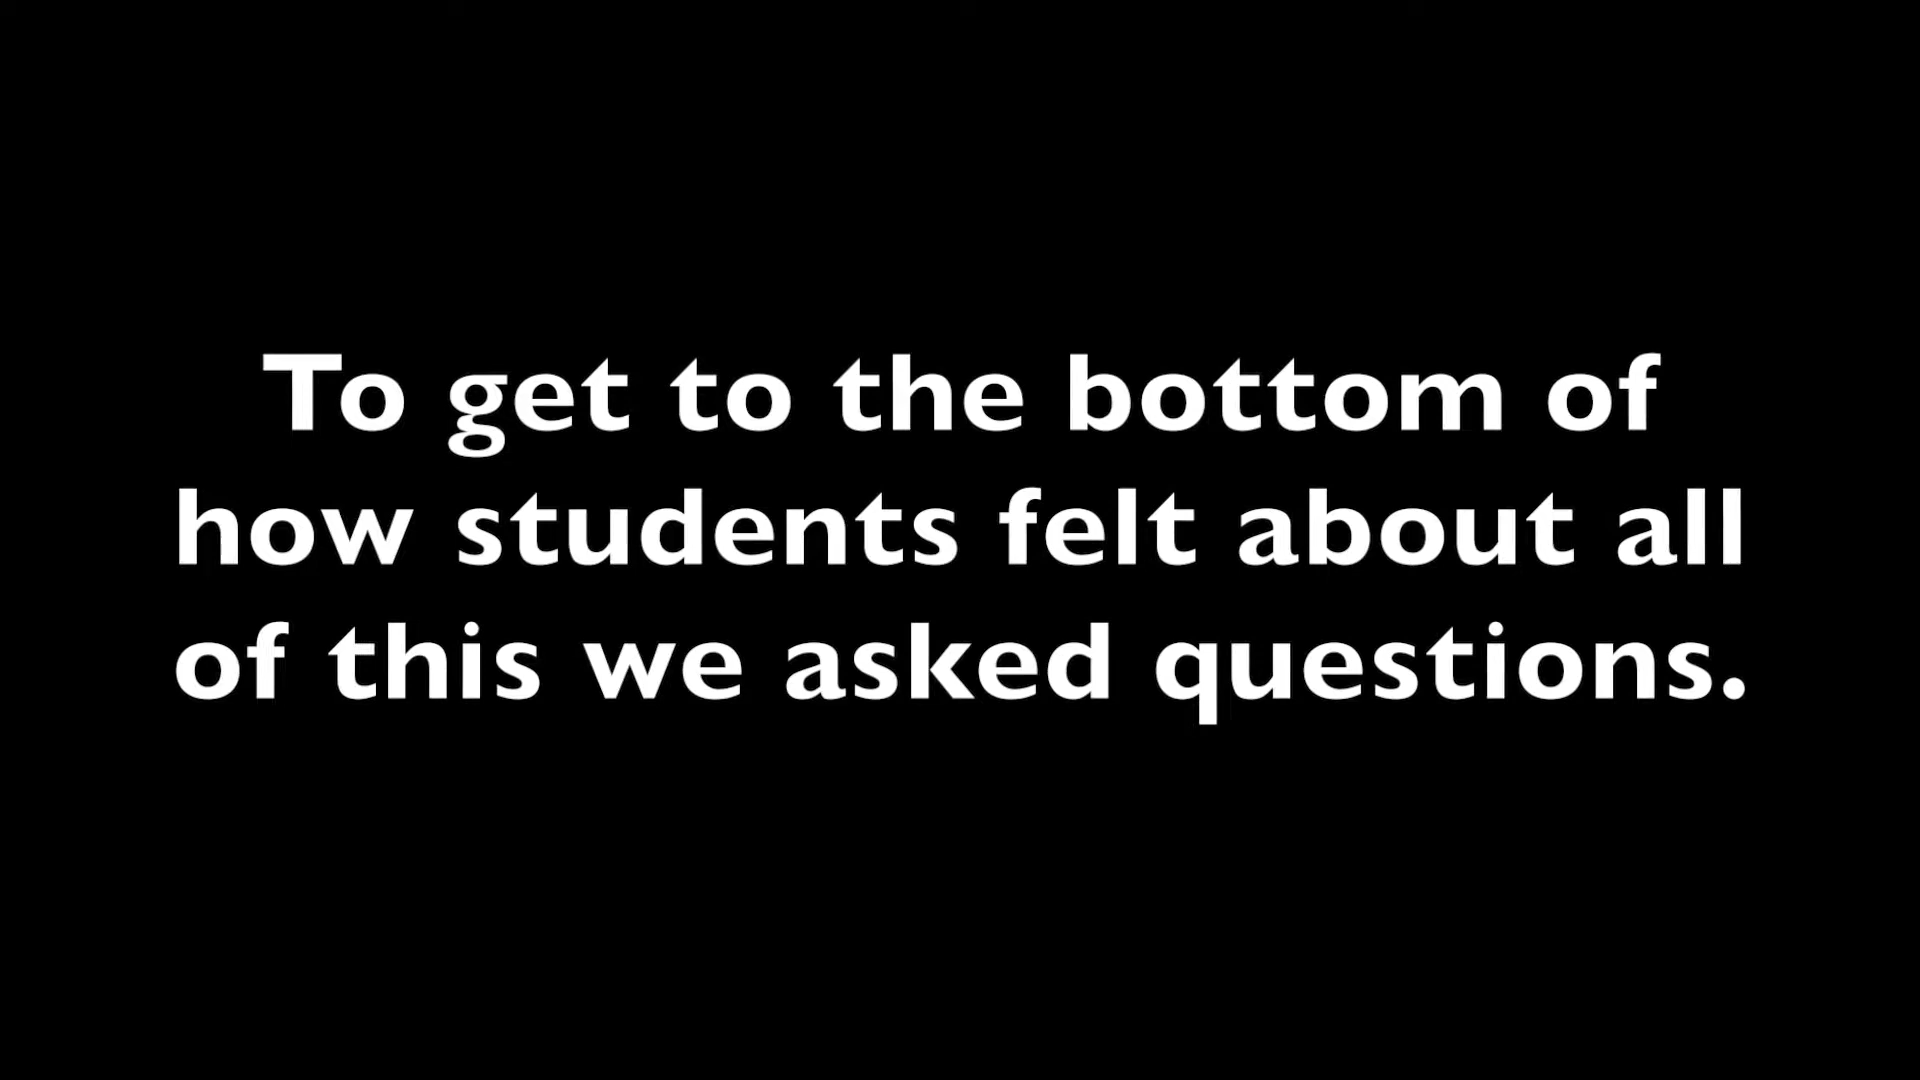 To get to the bottom of
how students felt about all
of this we asked questions.